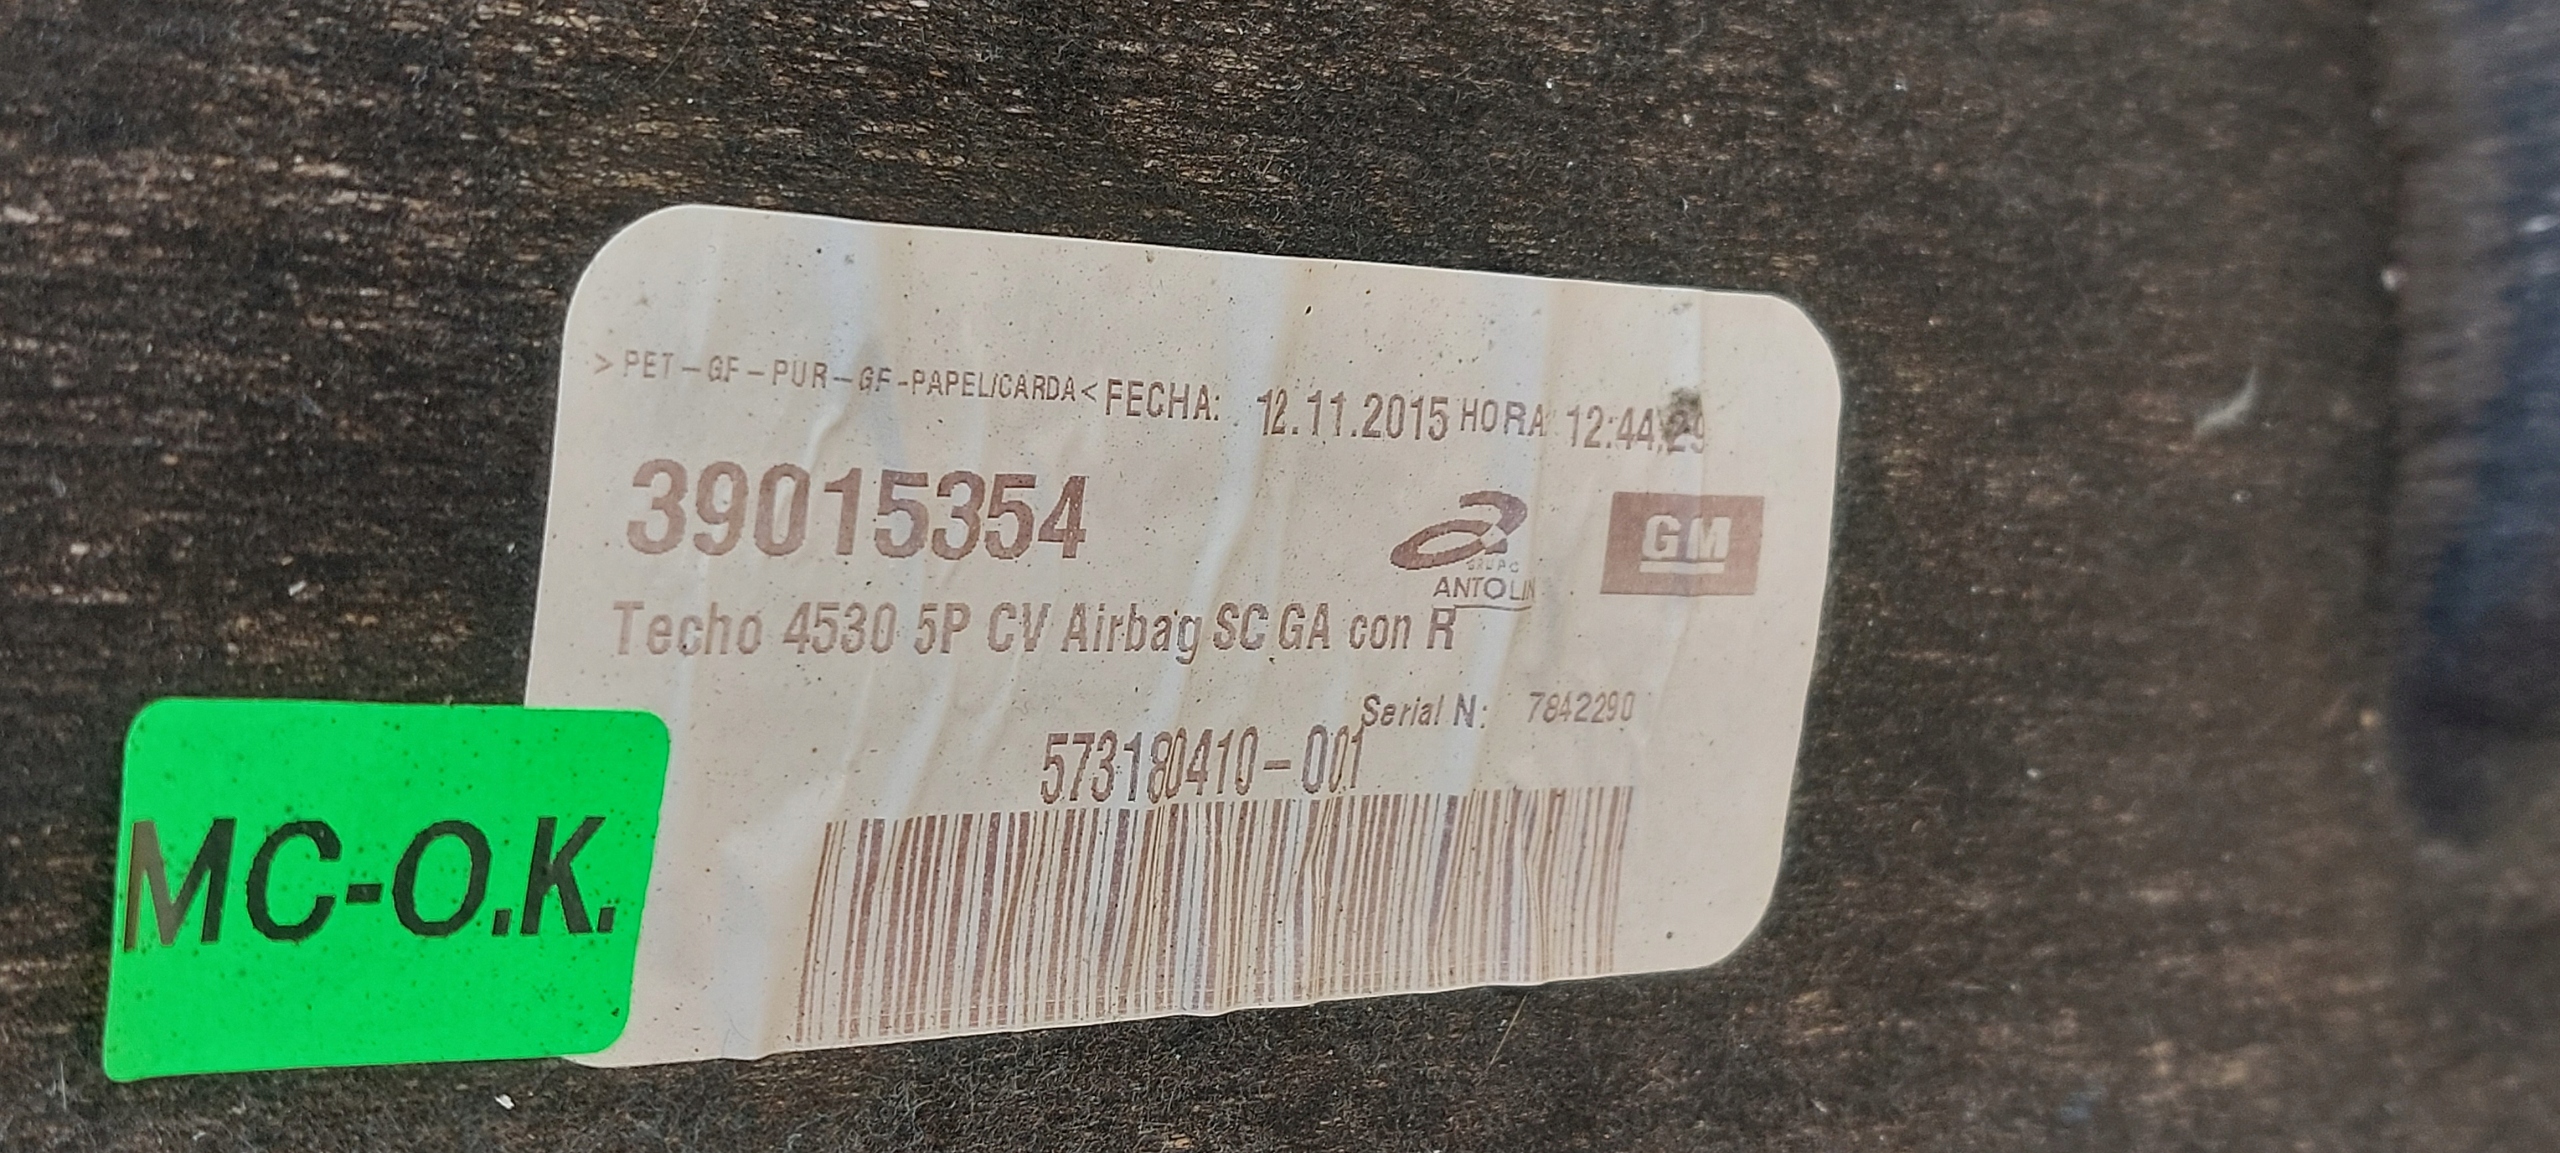 > PET-GF-PUR-GF-PAPEL/CARDA< FECHA: 12.11.2015 HORA: 12:44:29
39015354
GRUPO
ANTOLIN
GM
Techo 4530 5P CV Airbag SC GA con R
Serial N: 7842290
573180410-001
MC-O.K.